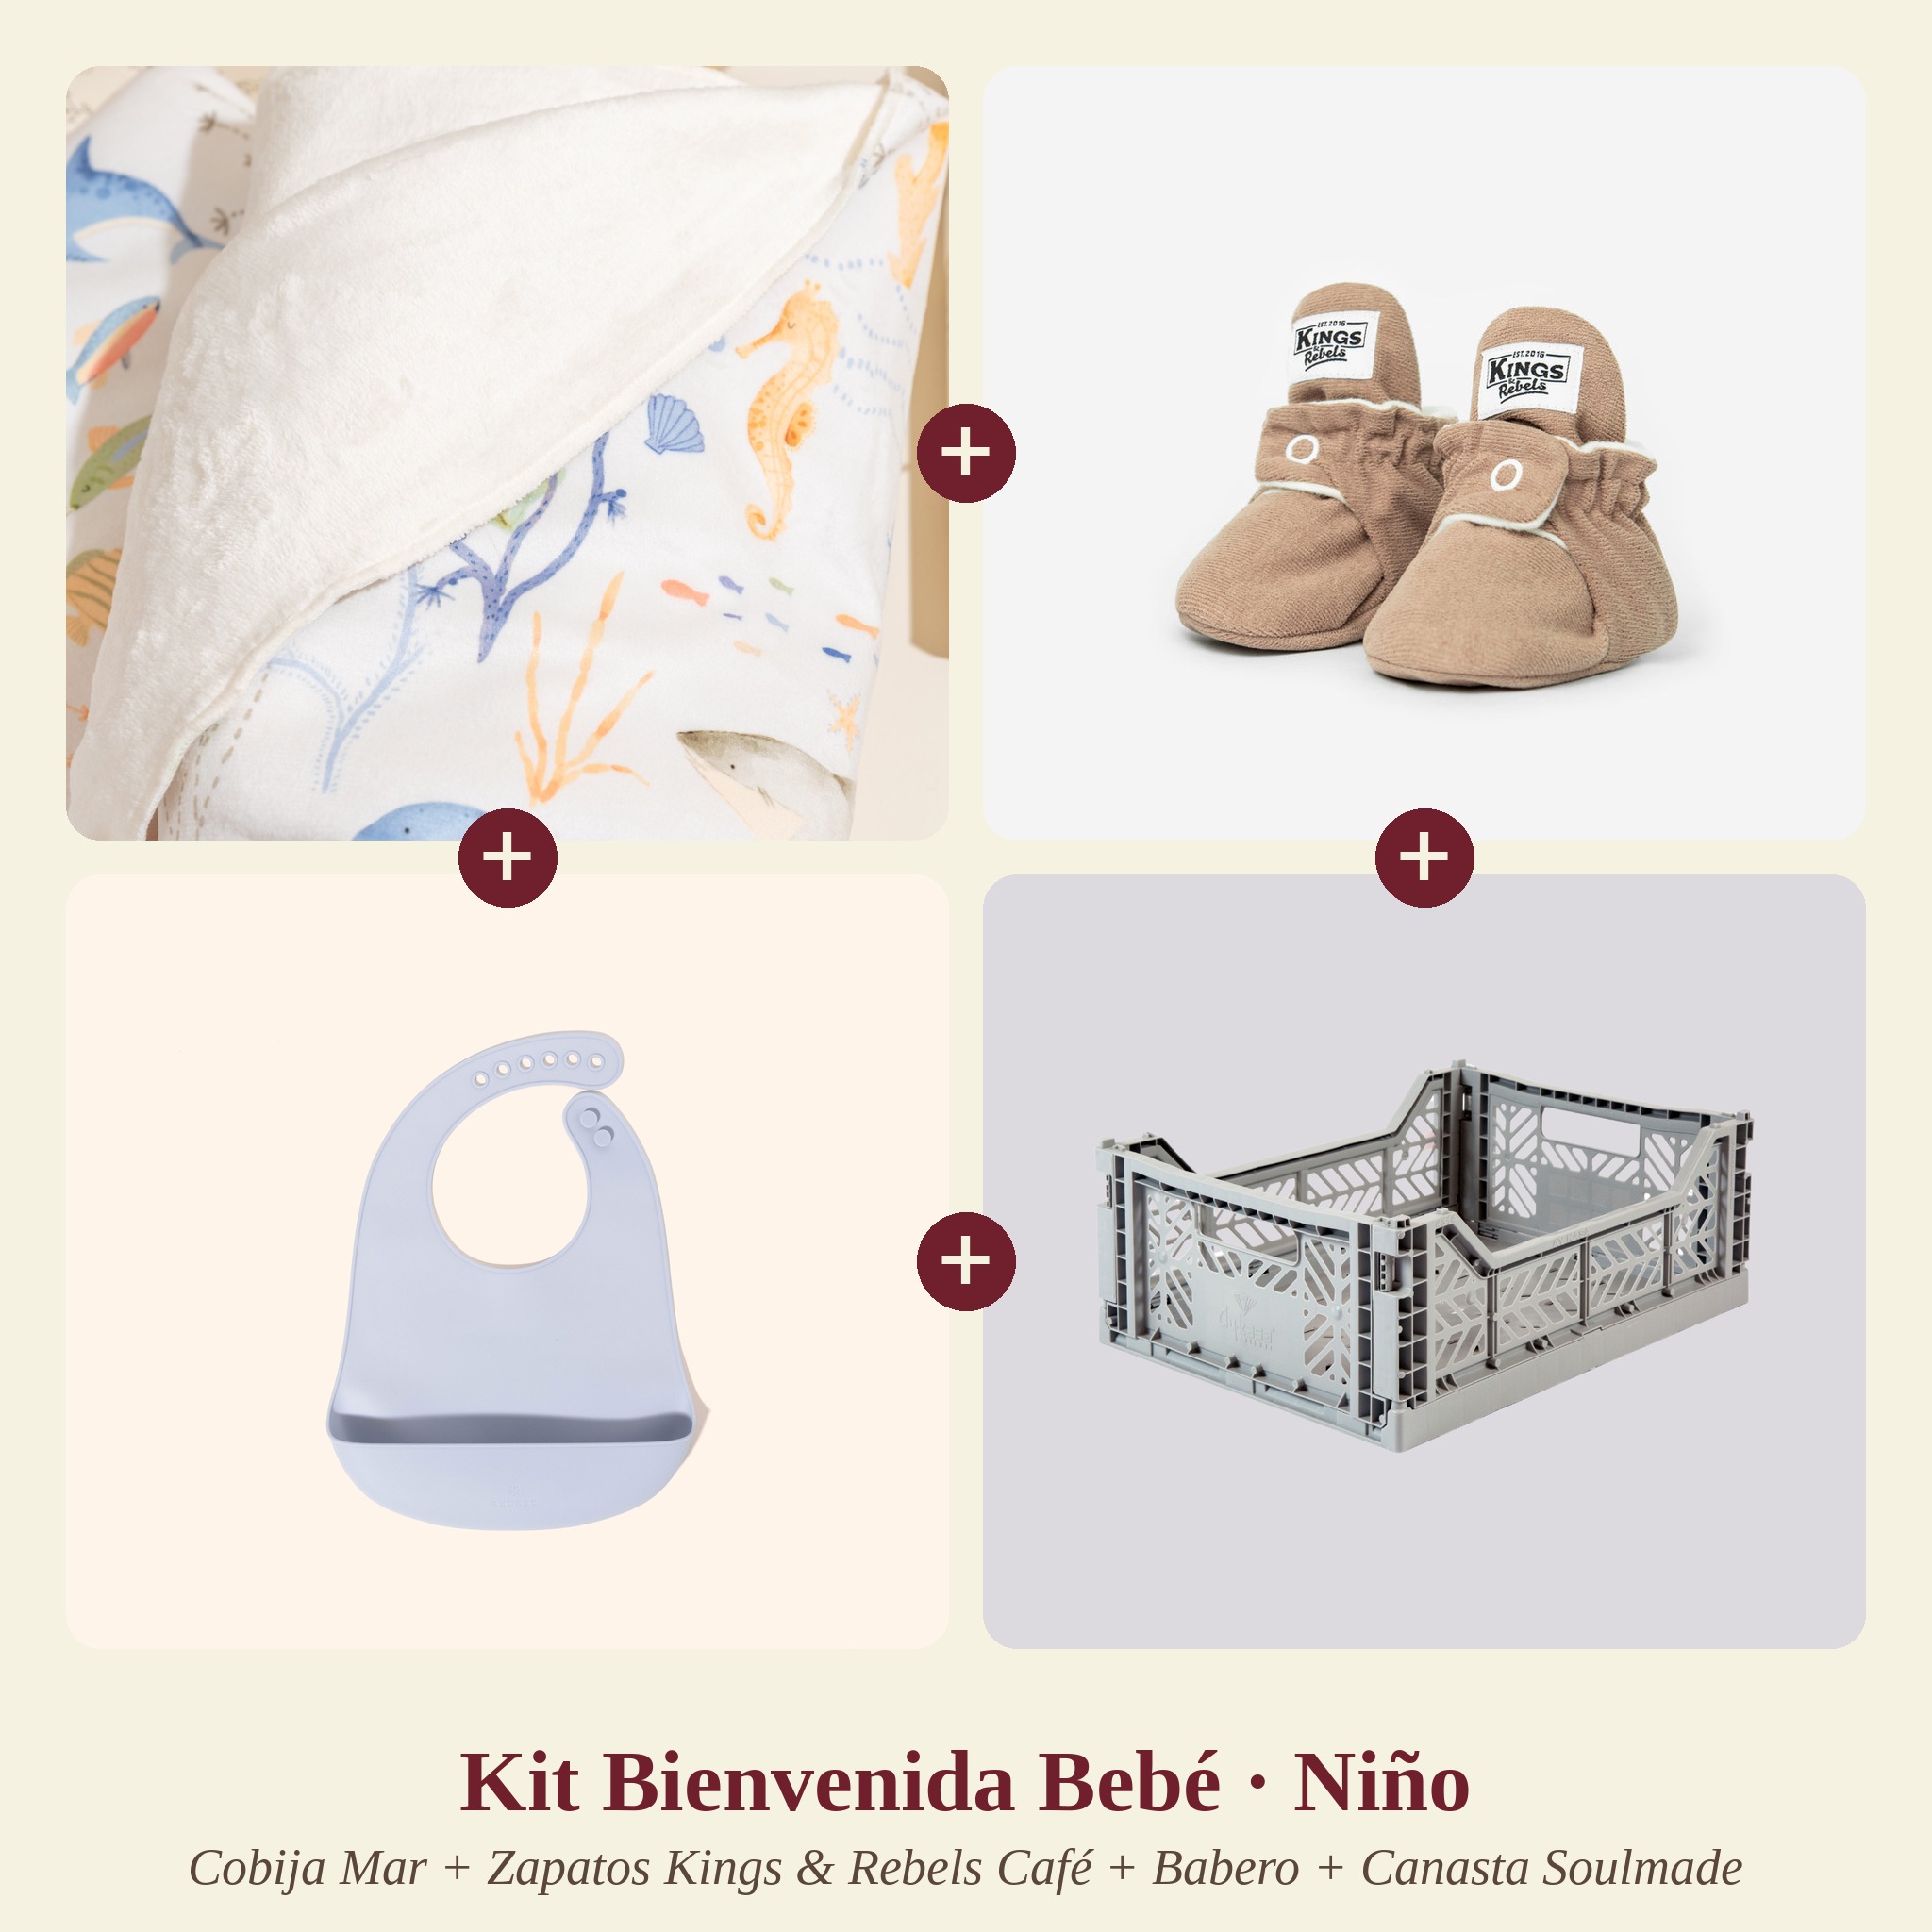 EST. 2016
KINGS
&
Rebels
EST. 2016
KINGS
&
Rebels
Kit Bienvenida Bebé · Niño
Cobija Mar + Zapatos Kings & Rebels Café + Babero + Canasta Soulmade